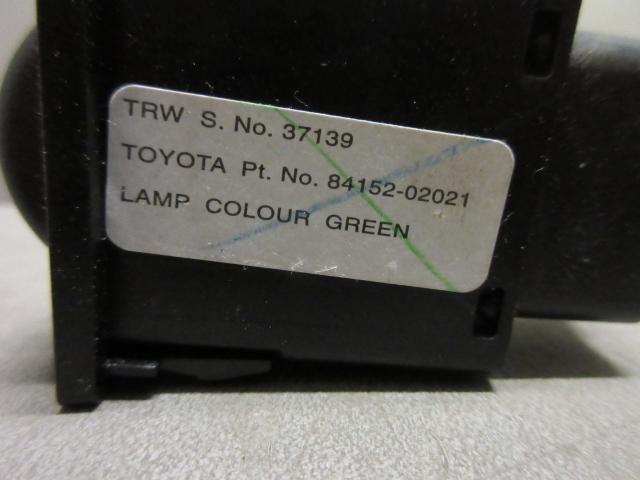 TRW S. No. 37139
TOYOTA Pt. No. 84152-02021
LAMP COLOUR GREEN